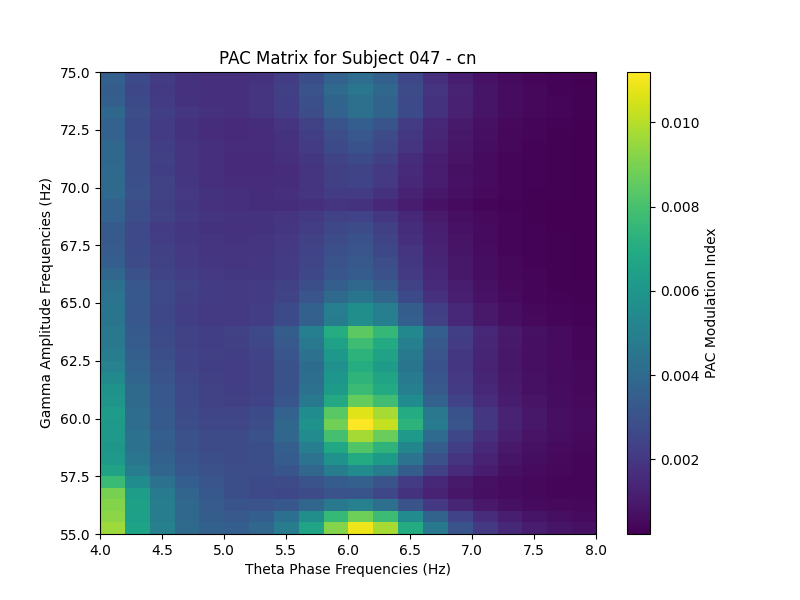 PAC Matrix for Subject 047 - cn
75.0
72.5
70.0
67.5
65.0
62.5
60.0
57.5
55.0
Gamma Amplitude Frequencies (Hz)
4.0 4.5 5.0 5.5 6.0 6.5 7.0 7.5 8.0
Theta Phase Frequencies (Hz)
0.010
0.008
0.006
0.004
0.002
PAC Modulation Index